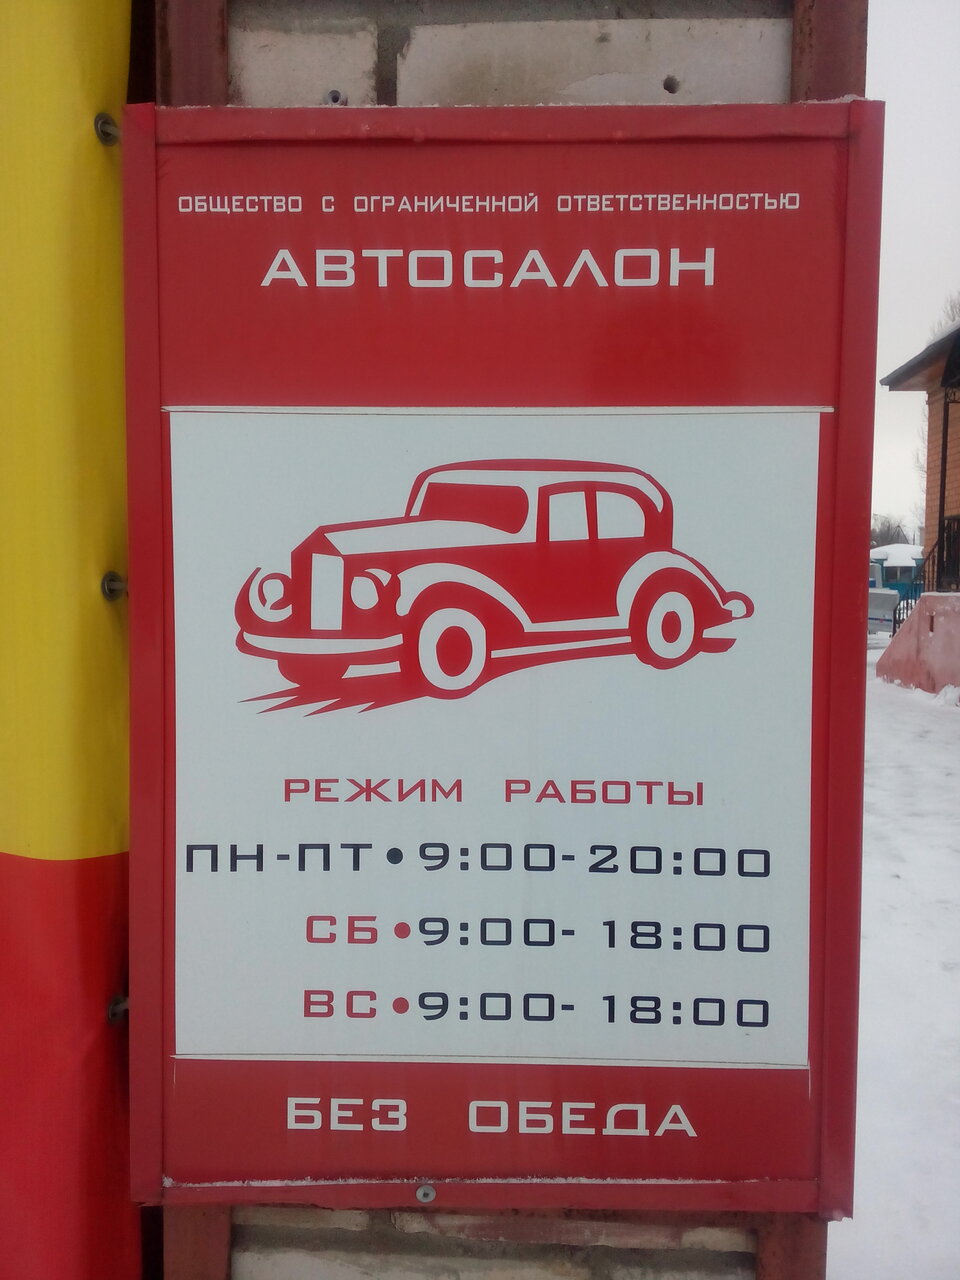 ОБЩЕСТВО С ОГРАНИЧЕННОЙ ОТВЕТСТВЕННОСТЬЮ
АВТОСАЛОН
РЕЖИМ РАБОТЫ
ПН-ПТ•9:00-20:00
СБ•9:00- 18:00
ВС•9:00- 18:00
БЕЗ ОБЕДА